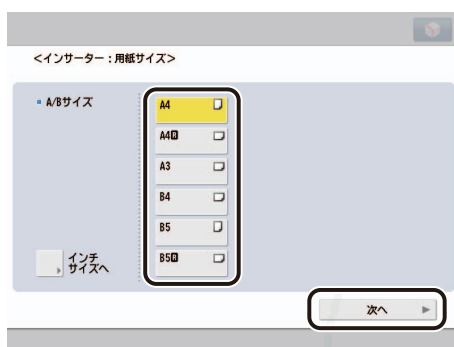 <インサーター：用紙サイズ>
A/Bサイズ
A4
A4R
A3
B4
B5
B5R
インチ
サイズへ
次へ